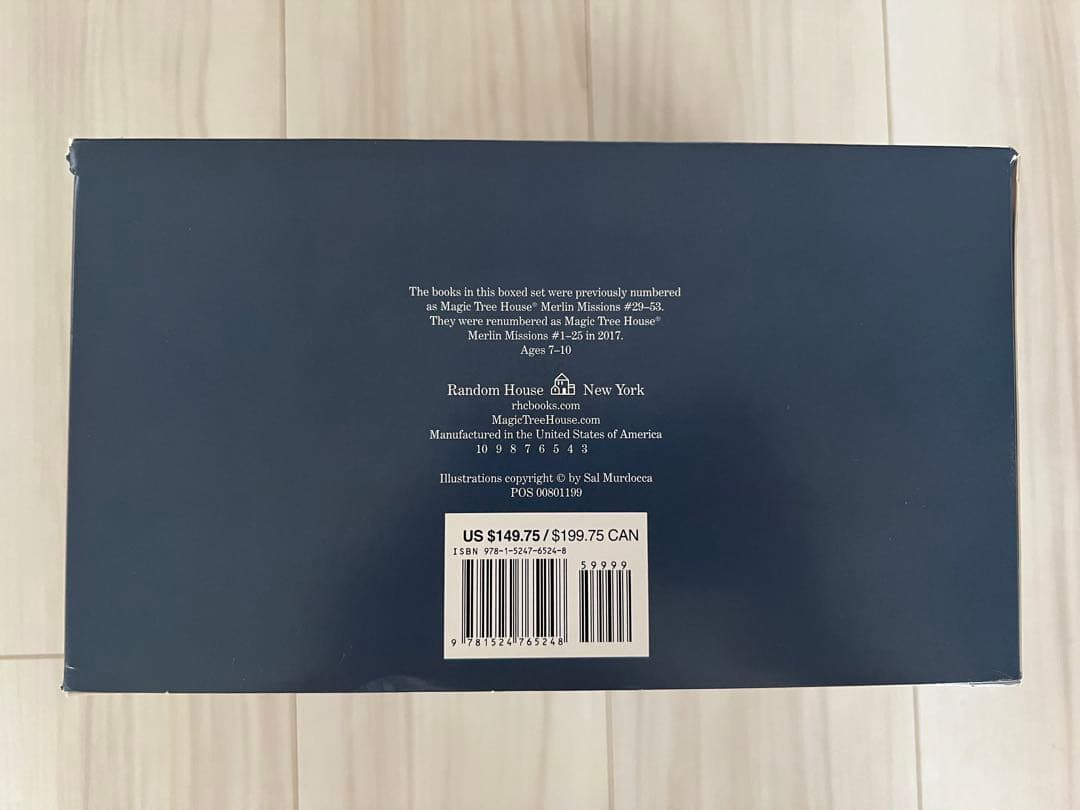 The books in this boxed set were previously numbered
as Magic Tree House® Merlin Missions #29–53.
They were renumbered as Magic Tree House®
Merlin Missions #1–25 in 2017.
Ages 7–10
Random House New York
rhcbooks.com
MagicTreeHouse.com
Manufactured in the United States of America
10 9 8 7 6 5 4 3
Illustrations copyright © by Sal Murdocca
POS 00801199
US $149.75 / $199.75 CAN
ISBN 978-1-5247-6524-8
59999
9 781524 765248